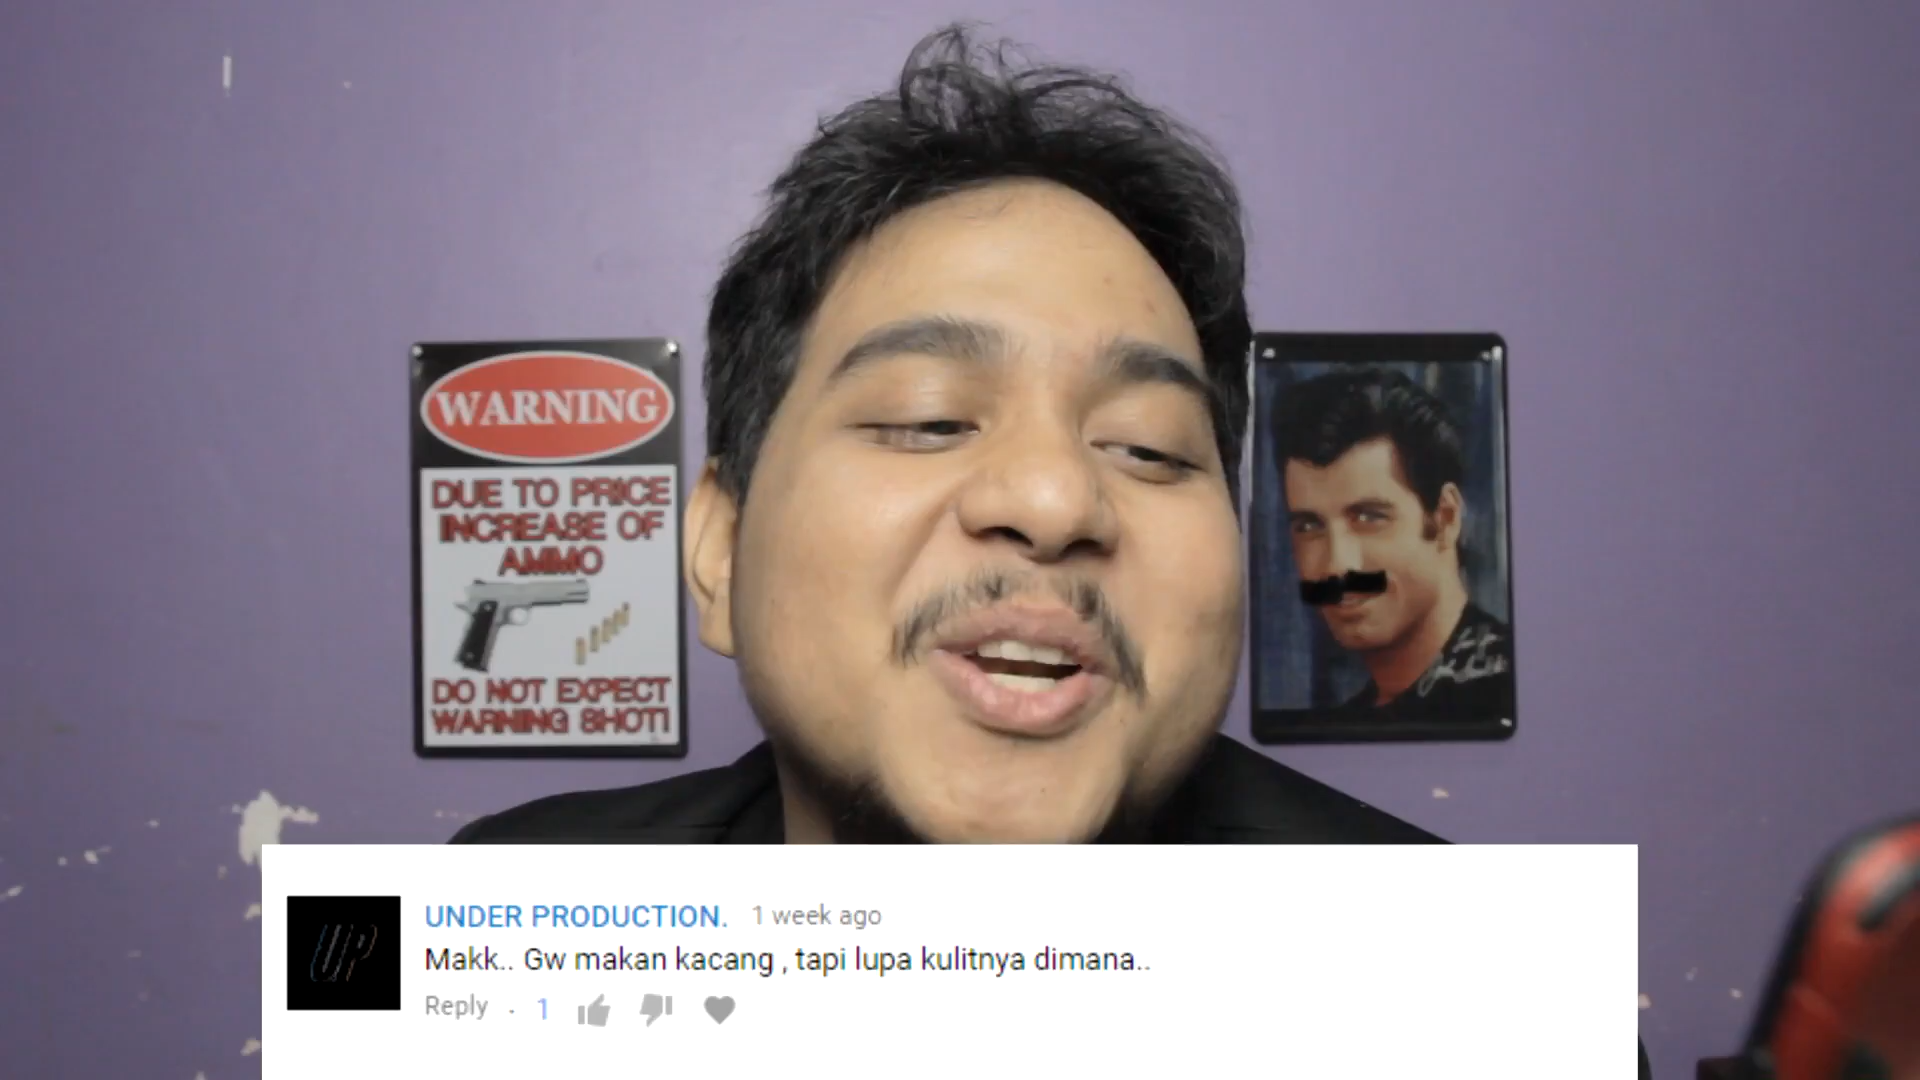 WARNING
DUE TO PRICE
INCREASE OF
AMMO
DO NOT EXPECT
WARNING SHOT!
UP
UNDER PRODUCTION. 1 week ago
Makk.. Gw makan kacang , tapi lupa kulitnya dimana..
Reply . 1